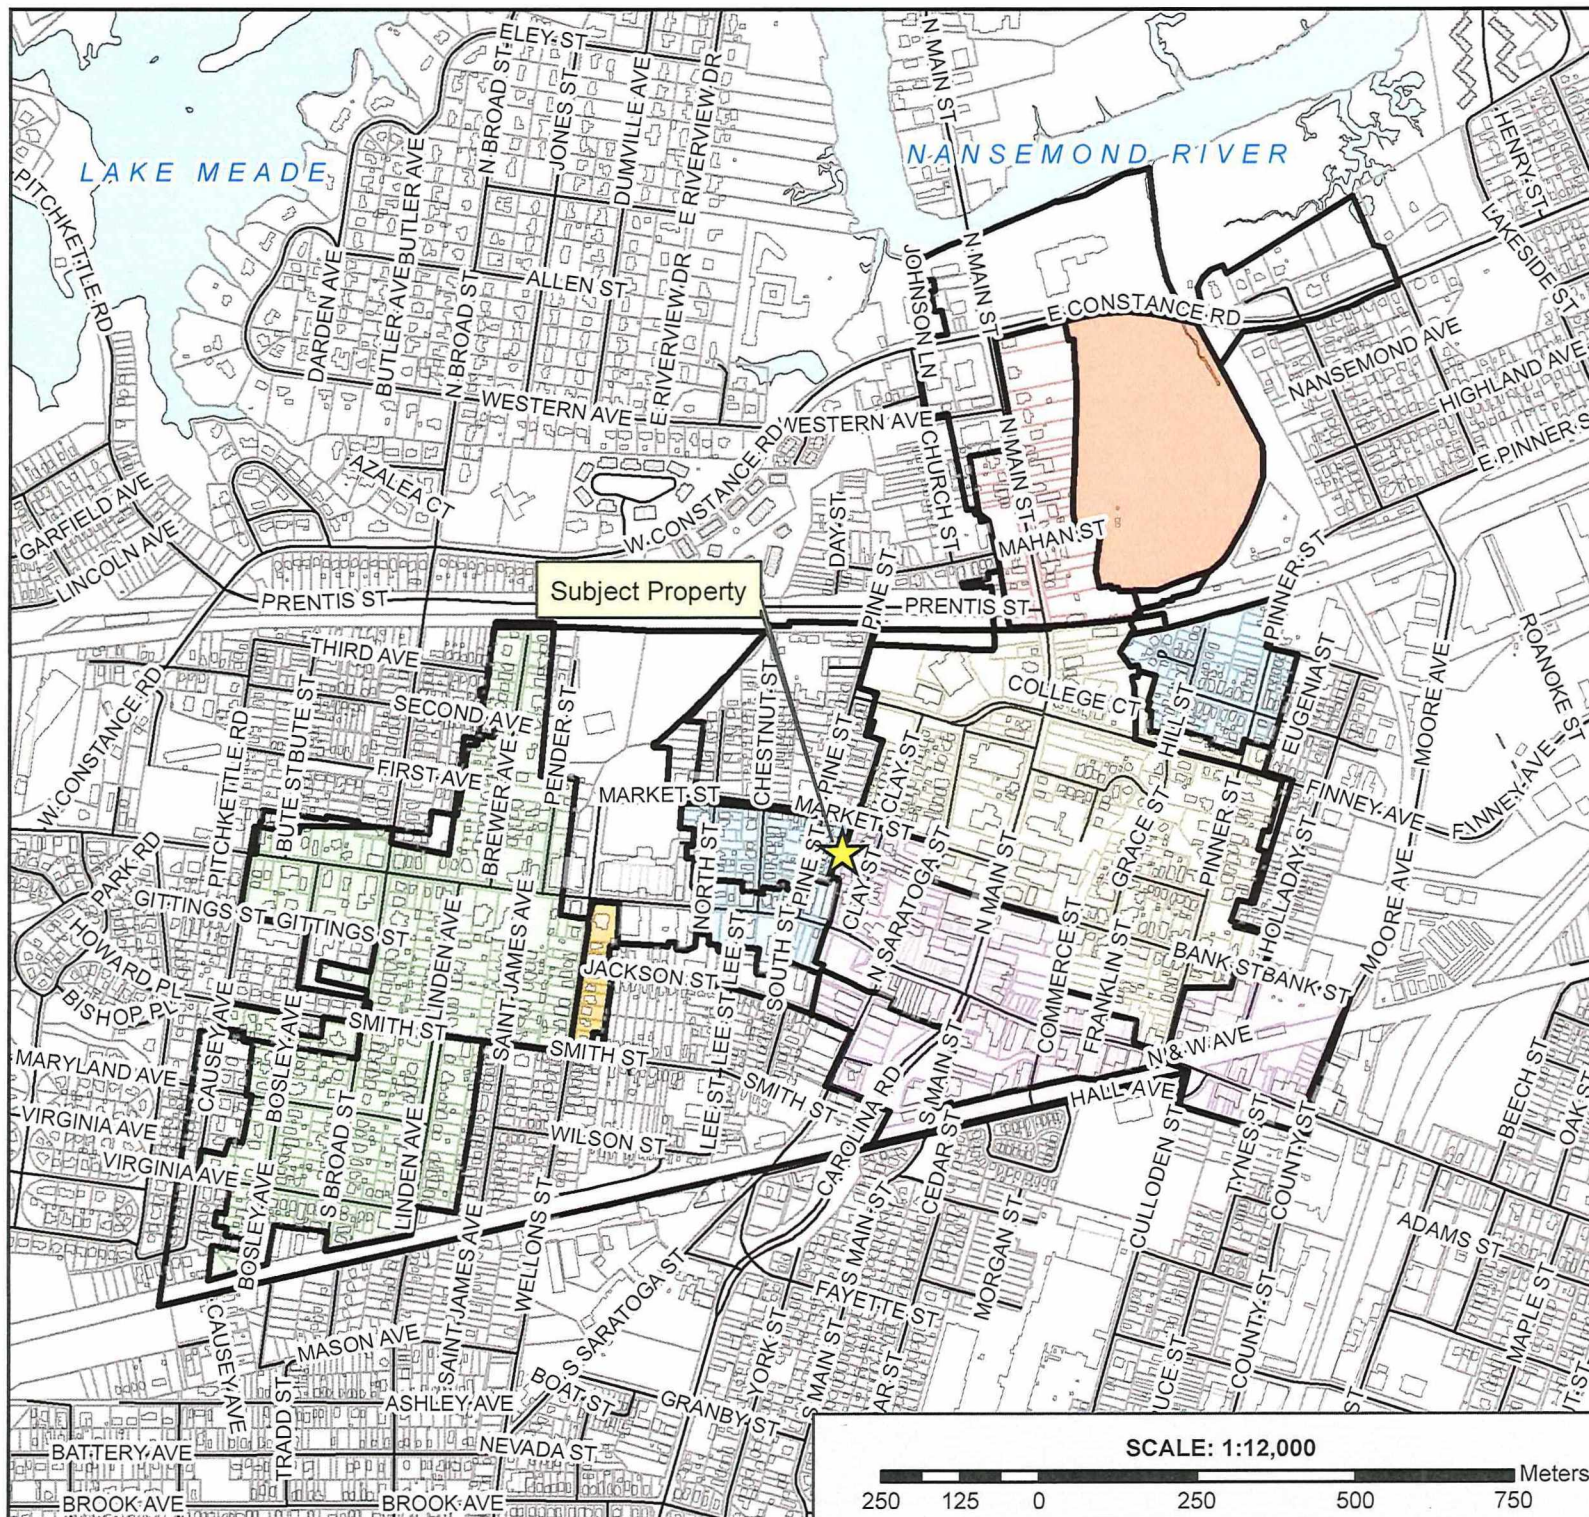 ELEY ST
N MAIN ST
N BROAD ST
JONES ST
DUMVILLE AVE
E RIVERVIEW DR
E RIVERVIEW DR
LAKE MEADE
NANSEMOND RIVER
HENRY ST
PITCHKETTLE RD
BUTLER AVE
BUTLER AVE
LAKESIDE ST
DARDEN AVE
ALLEN ST
JOHNSON LN
N MAIN ST
E CONSTANCE RD
BUTLER AVE
N BROAD ST
NANSEMOND AVE
HIGHLAND AVE
WESTERN AVE
WESTERN AVE
E PINNER S
AZALEA CT
CHURCH ST
N MAIN ST
GARFIELD AVE
LINCOLN AVE
W CONSTANCE RD
DAY ST
MAHAN ST
Subject Property
PINE ST
PINNER ST
PRENTIS ST
PRENTIS ST
THIRD AVE
ROANOKE ST
W CONSTANCE RD
SECOND AVE
PENDER ST
CHESTNUT ST
COLLEGE CT
HILL ST
EUGENIA ST
MOORE AVE
PITCHKETTLE RD
BUTE ST
BUTE ST
FIRST AVE
BREWER AVE
MARKET ST
PINE ST
MARKET ST
CLAY ST
GRACE ST
PINNER ST
FINNEY AVE
FINNEY AVE
PARK RD
NORTH ST
PINE ST
CLAY ST
N SARATOGA ST
N MAIN ST
HOLLADAY ST
MOORE AVE
GITTINGS ST
GITTINGS ST
HOWARD PL
LINDEN AVE
SAINT JAMES AVE
JACKSON ST
LEE ST
SOUTH ST
COMMERCE ST
FRANKLIN ST
BANK ST
BANK ST
BISHOP PL
CAUSEY AVE
BOSLEY AVE
SMITH ST
SMITH ST
LEE ST
SMITH ST
N & W AVE
HALL AVE
MARYLAND AVE
VIRGINIA AVE
S BROAD ST
LINDEN AVE
WILSON ST
LEE ST
CAROLINA RD
S MAIN ST
CEDAR ST
CULLODEN ST
TYNES ST
COUNTY ST
BEECH ST
OAK ST
VIRGINIA AVE
BOSLEY AVE
SAINT JAMES AVE
WELLONS ST
S SARATOGA ST
FAYETTE ST
S MAIN ST
MORGAN ST
ADAMS ST
CAUSEY AVE
MASON AVE
BOAT ST
YORK ST
S MAIN ST
COUNTY ST
MAPLE ST
TRADD ST
ASHLEY AVE
GRANBY ST
AR ST
UCE ST
ST
UT ST
BATTERY AVE
NEVADA ST
BROOK AVE
BROOK AVE
SCALE: 1:12,000
Meters
250 125 0 250 500 750